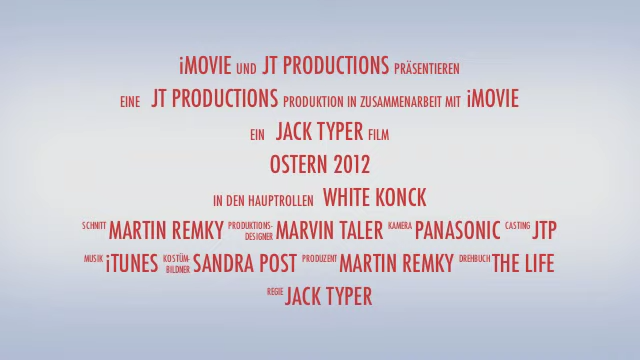 iMOVIE UND JT PRODUCTIONS PRÄSENTIEREN
EINE JT PRODUCTIONS PRODUKTION IN ZUSAMMENARBEIT MIT iMOVIE
EIN JACK TYPER FILM
OSTERN 2012
IN DEN HAUPTROLLEN WHITE KONCK
SCHNITT MARTIN REMKY PRODUKTIONS-DESIGNER MARVIN TALER KAMERA PANASONIC CASTING JTP
MUSIK iTUNES KOSTÜM-BILDNER SANDRA POST PRODUZENT MARTIN REMKY DREHBUCH THE LIFE
REGIE JACK TYPER